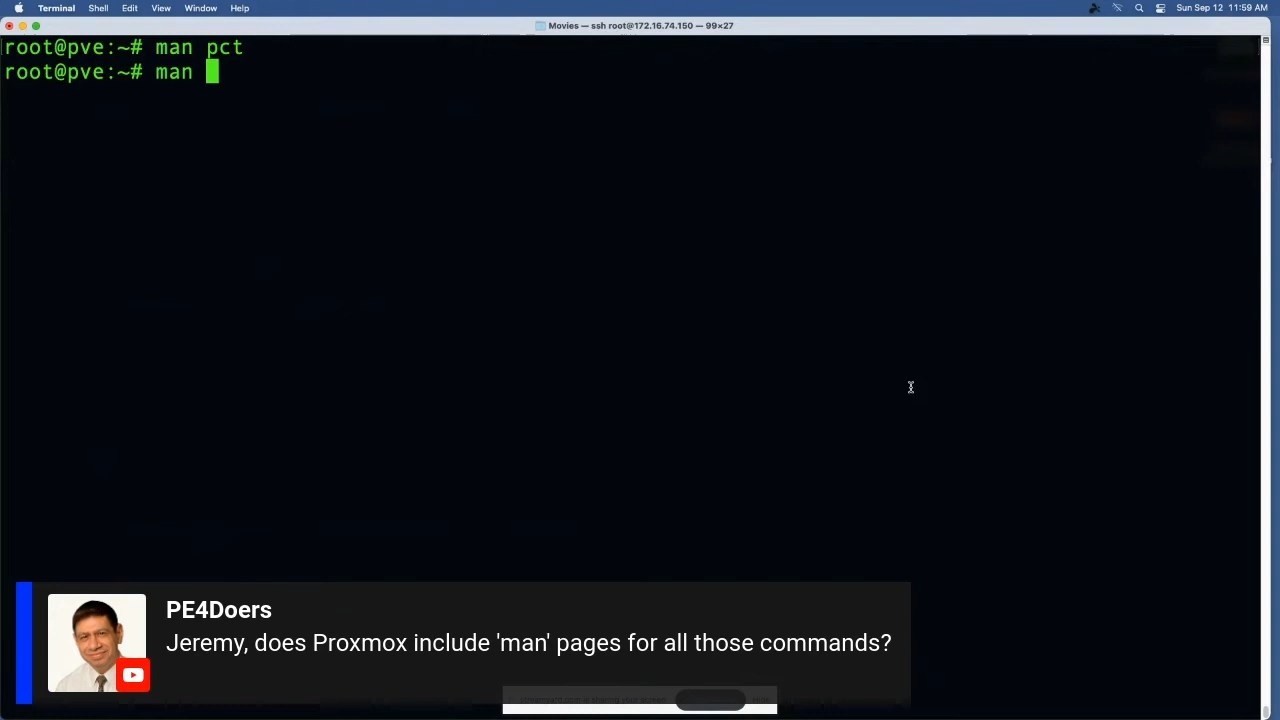 Terminal Shell Edit View Window Help Sun Sep 12 11:59 AM
Movies — ssh root@172.16.74.150 — 99×27
root@pve:~# man pct
root@pve:~# man
PE4Doers
Jeremy, does Proxmox include 'man' pages for all those commands?